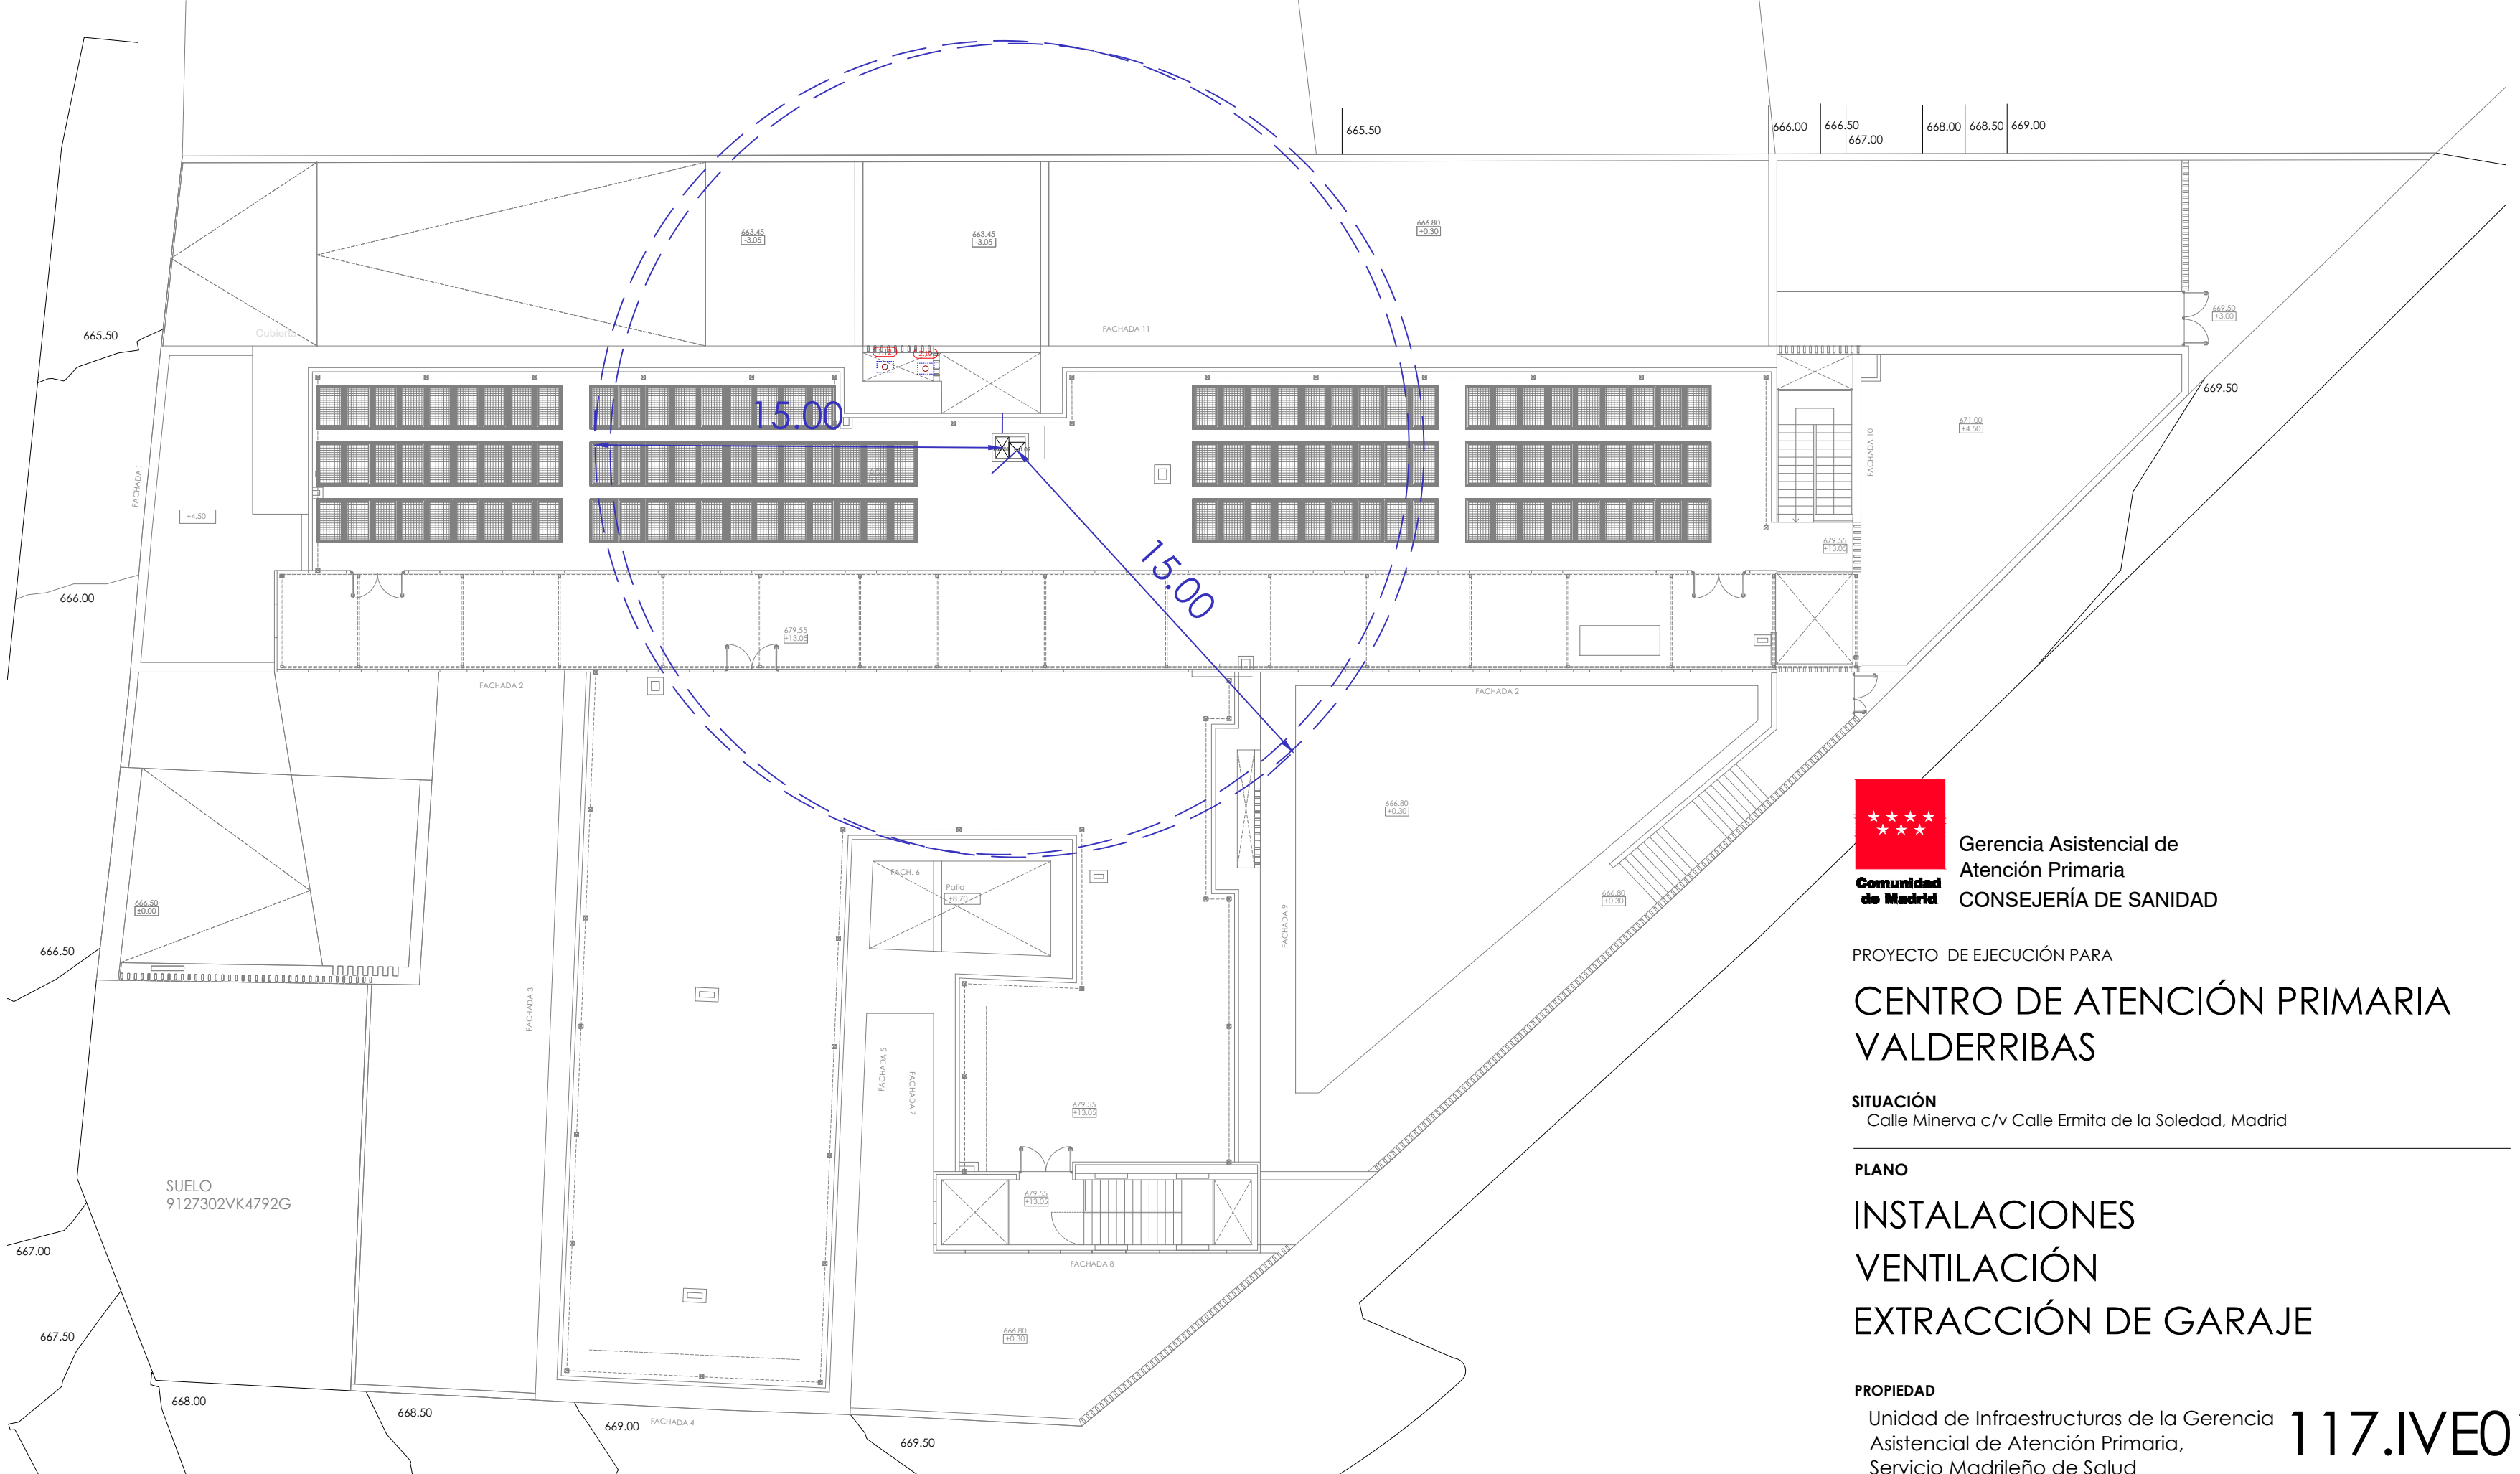 665.50
666.00
666.50
667.00
668.00
668.50
669.00
663.45
-3.05
663.45
-3.05
666.80
+0.30
669.50
+3.00
FACHADA 11
665.50
Cubierta
669.50
15.00
671.00
+4.50
FACHADA 1
FACHADA 10
+4.50
679.55
+13.05
15.00
666.00
679.55
+13.05
FACHADA 2
FACHADA 2
666.80
+0.30
FACH. 6
Patio
+8.70
666.50
±0.00
666.80
+0.30
FACHADA 9
666.50
FACHADA 3
FACHADA 5
FACHADA 7
679.55
+13.05
SUELO
9127302VK4792G
679.55
+13.05
667.00
FACHADA 8
667.50
666.80
+0.30
668.00
668.50
669.00
FACHADA 4
669.50
Comunidad
de Madrid
Gerencia Asistencial de
Atención Primaria
CONSEJERÍA DE SANIDAD
PROYECTO DE EJECUCIÓN PARA
CENTRO DE ATENCIÓN PRIMARIA
VALDERRIBAS
SITUACIÓN
Calle Minerva c/v Calle Ermita de la Soledad, Madrid
PLANO
INSTALACIONES
VENTILACIÓN
EXTRACCIÓN DE GARAJE
PROPIEDAD
Unidad de Infraestructuras de la Gerencia
Asistencial de Atención Primaria,
Servicio Madrileño de Salud
117.IVE0